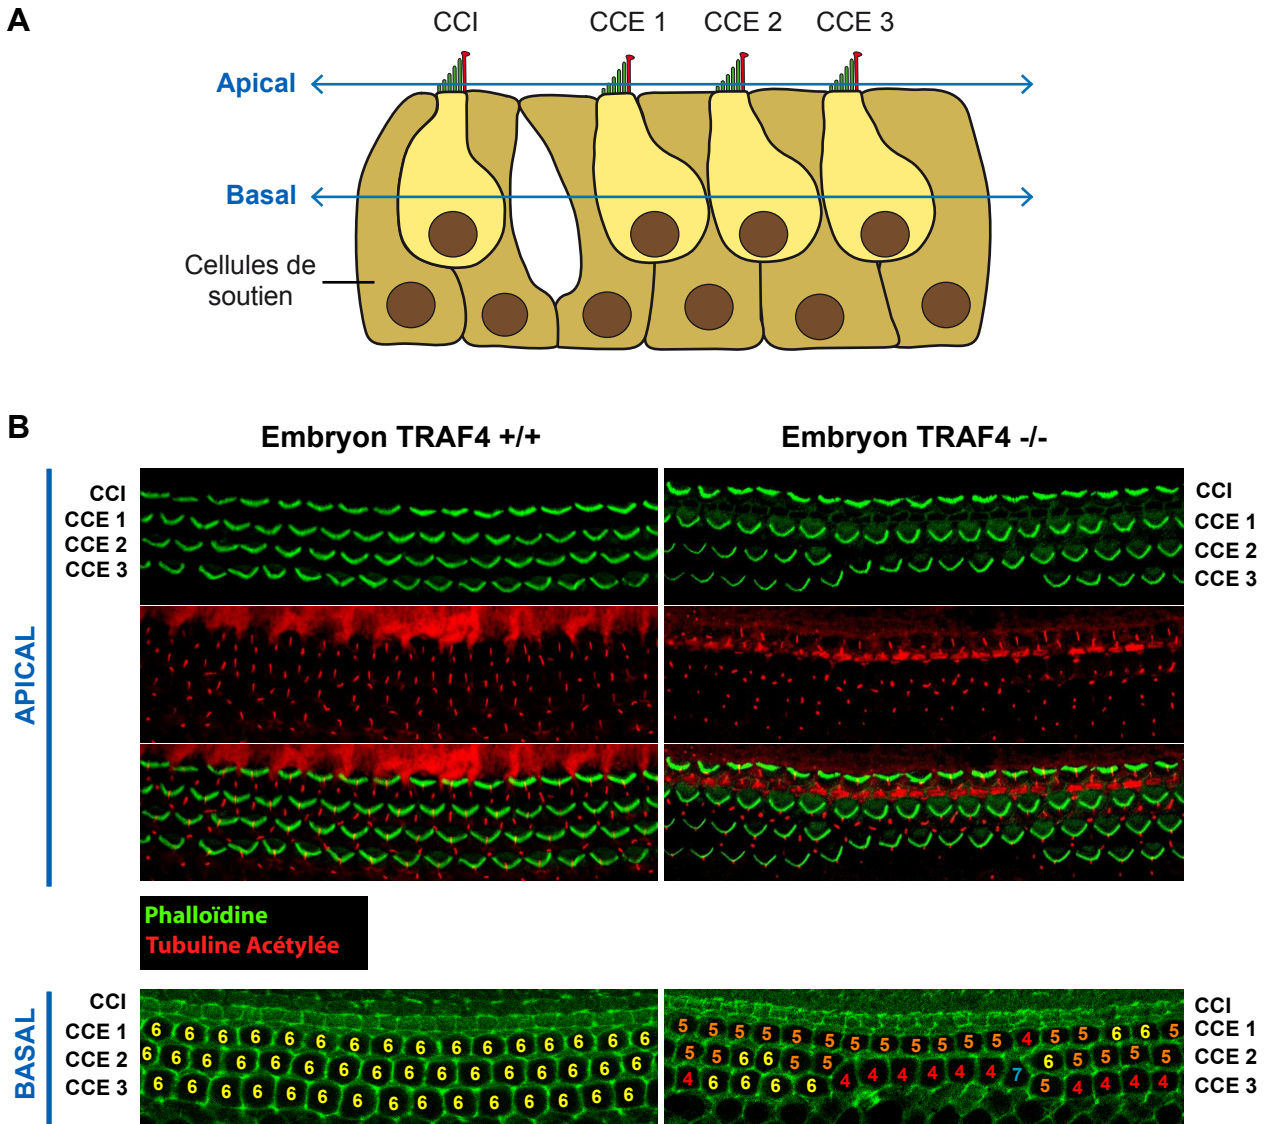 A
CCI CCE 1 CCE 2 CCE 3
Apical
Basal
Cellules de
soutien
B
Embryon TRAF4 +/+ Embryon TRAF4 -/-
APICAL
CCI
CCE 1
CCE 2
CCE 3
CCI
CCE 1
CCE 2
CCE 3
Phalloïdine
Tubuline Acétylée
BASAL
CCI
CCE 1
CCE 2
CCE 3
6 6 6 6 6 6 6 6 6 6 6 6 6 6 6 6
6 6 6 6 6 6 6 6 6 6 6 6 6 6 6 6
6 6 6 6 6 6 6 6 6 6 6 6 6 6 6
5 5 5 5 5 5 5 5 5 5 5 4 5 5 6 6 5
5 5 6 6 5 5 6 5 5 5 5
4 6 6 6 6 4 4 4 4 4 4 7 5 4 4 4 4
CCI
CCE 1
CCE 2
CCE 3